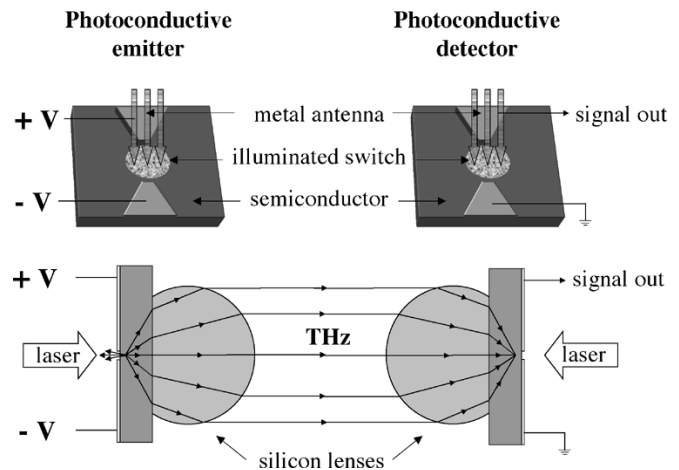 Photoconductive
emitter
Photoconductive
detector
+ V
metal antenna
signal out
illuminated switch
- V
semiconductor
+ V
signal out
laser
THz
laser
- V
silicon lenses